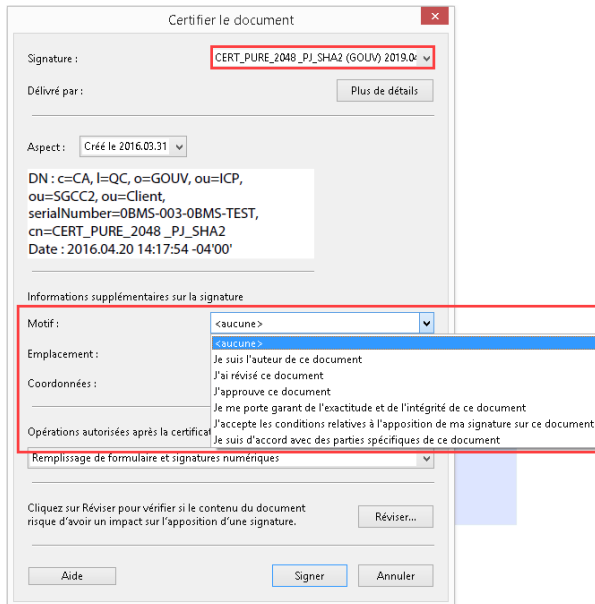 Certifier le document
Signature :
CERT_PURE_2048 _PJ_SHA2 (GOUV) 2019.04
Délivré par :
Plus de détails
Aspect :
Créé le 2016.03.31
DN : c=CA, l=QC, o=GOUV, ou=ICP,
ou=SGCC2, ou=Client,
serialNumber=0BMS-003-0BMS-TEST,
cn=CERT_PURE_2048 _PJ_SHA2
Date : 2016.04.20 14:17:54 -04'00'
Informations supplémentaires sur la signature
Motif :
<aucune>
<aucune>
Emplacement :
Je suis l'auteur de ce document
J'ai révisé ce document
Coordonnées :
J'approuve ce document
Je me porte garant de l'exactitude et de l'intégrité de ce document
J'accepte les conditions relatives à l'apposition de ma signature sur ce document
Opérations autorisées après la certificat
Je suis d'accord avec des parties spécifiques de ce document
Remplissage de formulaire et signatures numériques
Cliquez sur Réviser pour vérifier si le contenu du document
risque d'avoir un impact sur l'apposition d'une signature.
Réviser...
Aide
Signer
Annuler